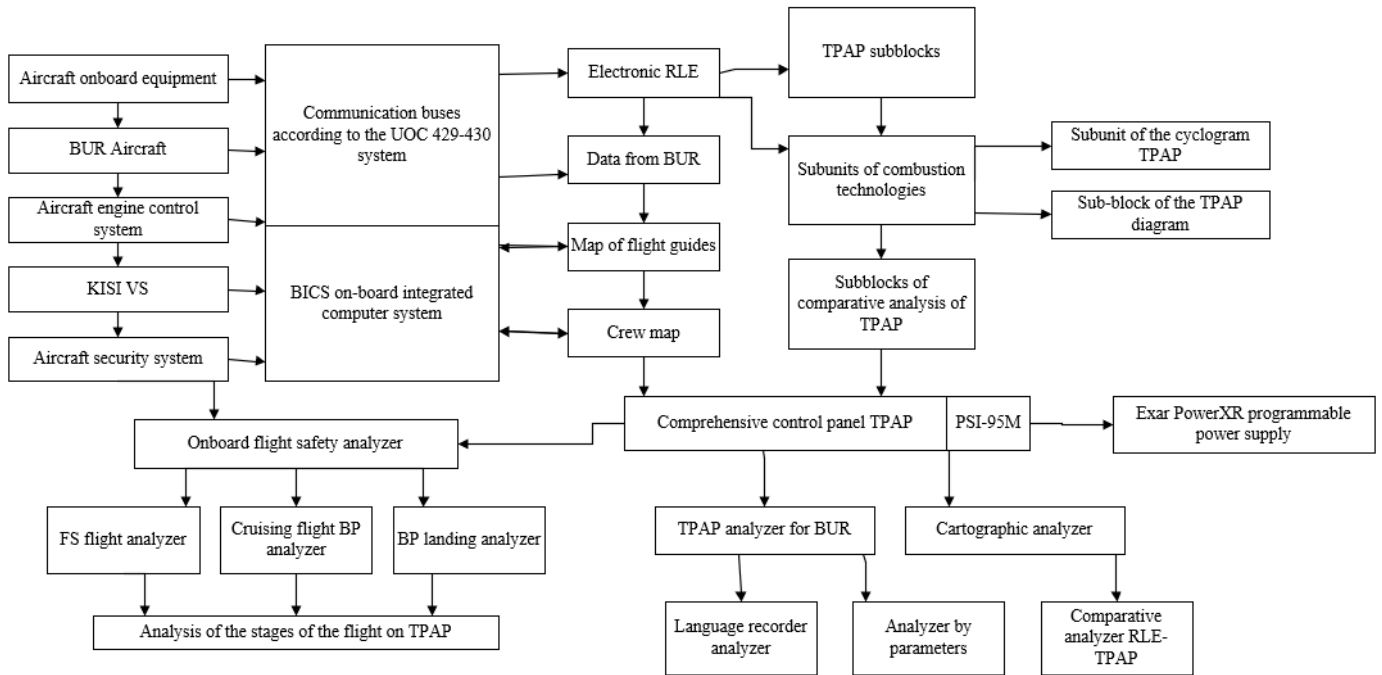 Aircraft onboard equipment
BUR Aircraft
Aircraft engine control
system
KISI VS
Aircraft security system
Communication buses
according to the UOC 429-430
system
BICS on-board integrated
computer system
Electronic RLE
Data from BUR
Map of flight guides
Crew map
TPAP subblocks
Subunits of combustion
technologies
Subunit of the cyclogram
TPAP
Sub-block of the TPAP
diagram
Subblocks of
comparative analysis of
TPAP
Comprehensive control panel TPAP
PSI-95M
Exar PowerXR programmable
power supply
Onboard flight safety analyzer
FS flight analyzer
Cruising flight BP
analyzer
BP landing analyzer
Analysis of the stages of the flight on TPAP
TPAP analyzer for BUR
Cartographic analyzer
Language recorder
analyzer
Analyzer by
parameters
Comparative
analyzer RLE-
TPAP